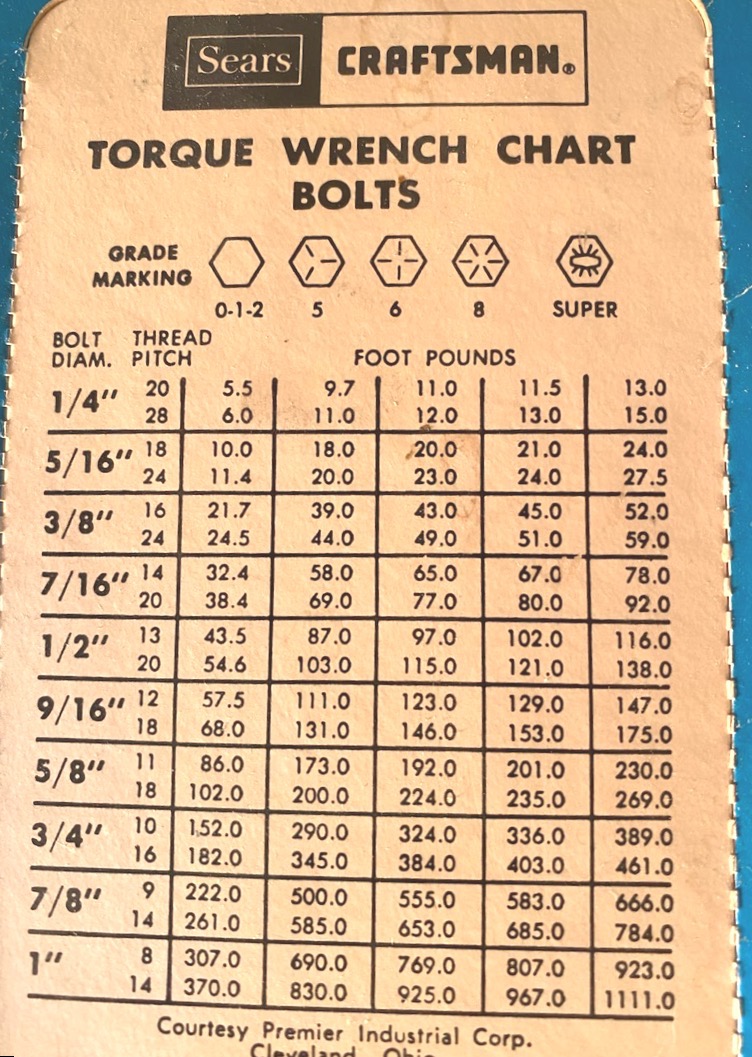 Sears CRAFTSMAN®
TORQUE WRENCH CHART
BOLTS
GRADE
MARKING
0-1-2 5 6 8 SUPER
BOLT THREAD
DIAM. PITCH FOOT POUNDS
1/4" 20 5.5 9.7 11.0 11.5 13.0
28 6.0 11.0 12.0 13.0 15.0
5/16" 18 10.0 18.0 20.0 21.0 24.0
24 11.4 20.0 23.0 24.0 27.5
3/8" 16 21.7 39.0 43.0 45.0 52.0
24 24.5 44.0 49.0 51.0 59.0
7/16" 14 32.4 58.0 65.0 67.0 78.0
20 38.4 69.0 77.0 80.0 92.0
1/2" 13 43.5 87.0 97.0 102.0 116.0
20 54.6 103.0 115.0 121.0 138.0
9/16" 12 57.5 111.0 123.0 129.0 147.0
18 68.0 131.0 146.0 153.0 175.0
5/8" 11 86.0 173.0 192.0 201.0 230.0
18 102.0 200.0 224.0 235.0 269.0
3/4" 10 152.0 290.0 324.0 336.0 389.0
16 182.0 345.0 384.0 403.0 461.0
7/8" 9 222.0 500.0 555.0 583.0 666.0
14 261.0 585.0 653.0 685.0 784.0
1" 8 307.0 690.0 769.0 807.0 923.0
14 370.0 830.0 925.0 967.0 1111.0
Courtesy Premier Industrial Corp.
Cleveland, Ohio